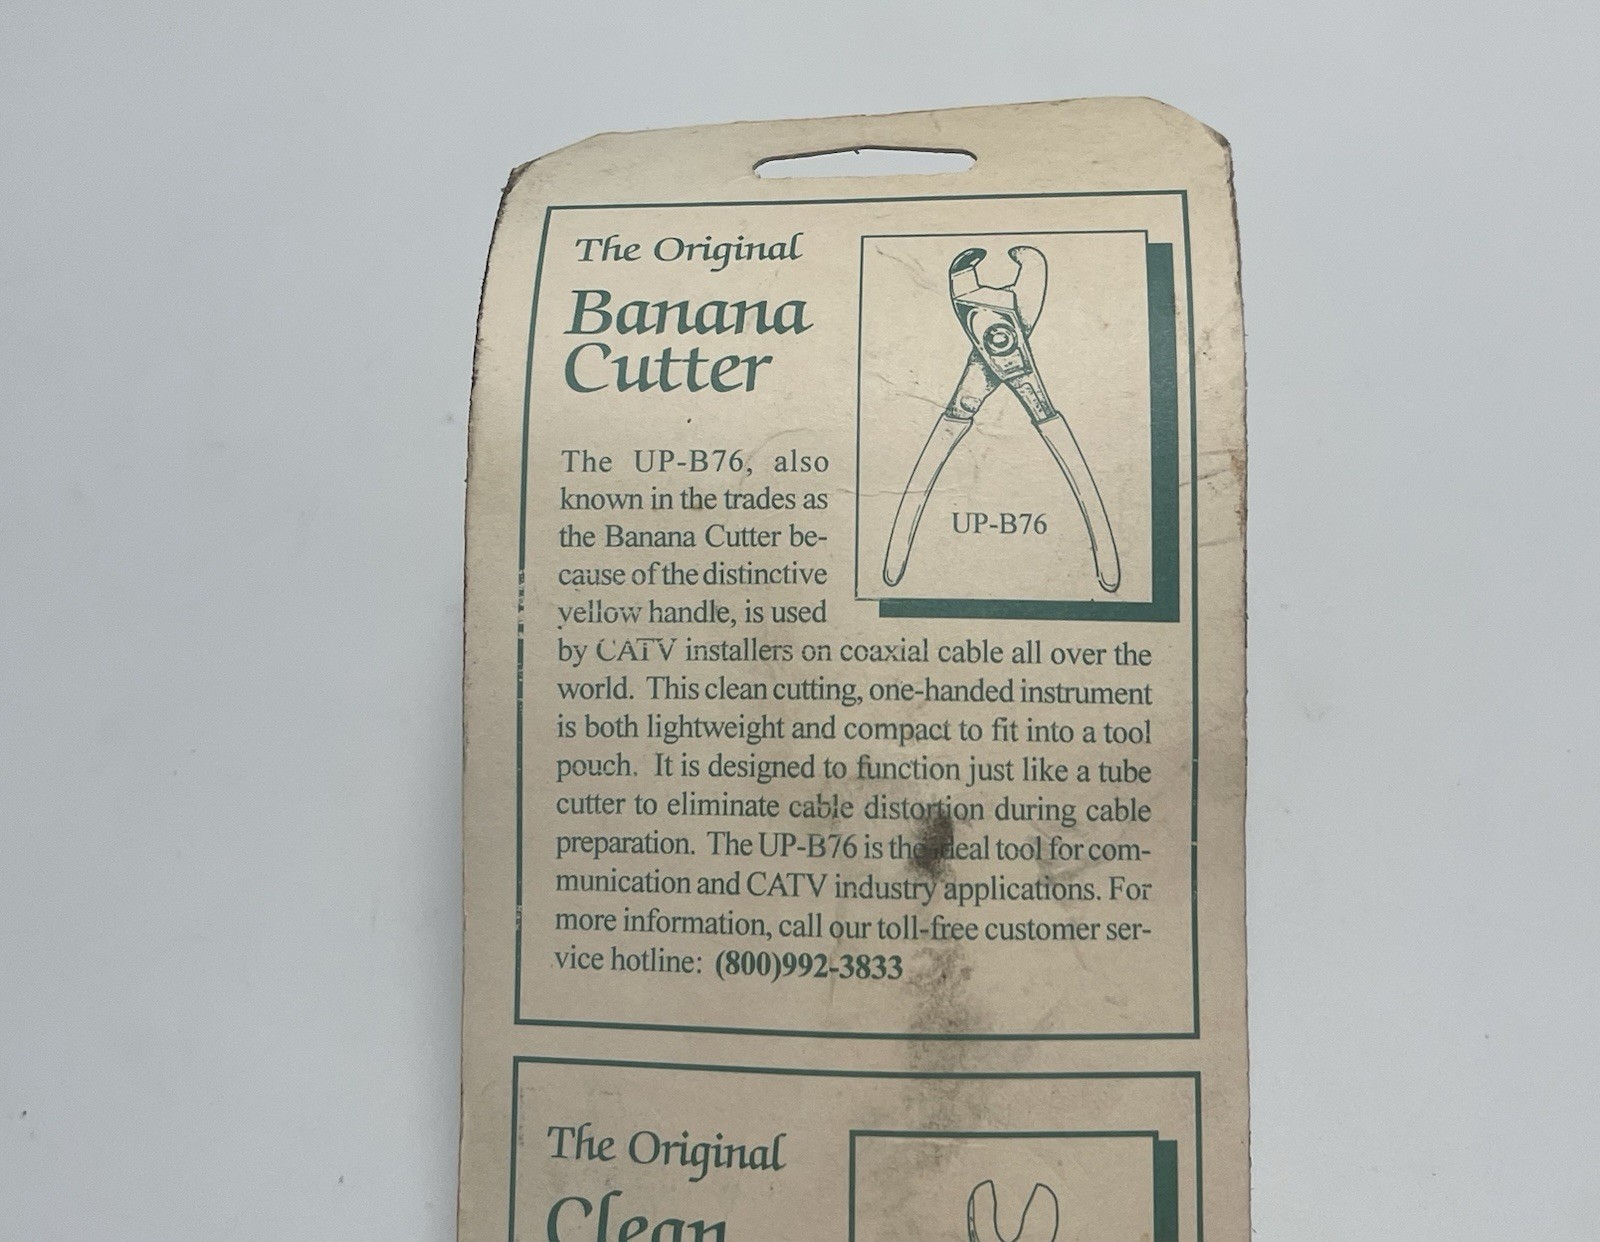 The Original
Banana
Cutter
UP-B76
The UP-B76, also
known in the trades as
the Banana Cutter be-
cause of the distinctive
yellow handle, is used
by CATV installers on coaxial cable all over the
world. This clean cutting, one-handed instrument
is both lightweight and compact to fit into a tool
pouch. It is designed to function just like a tube
cutter to eliminate cable distortion during cable
preparation. The UP-B76 is the ideal tool for com-
munication and CATV industry applications. For
more information, call our toll-free customer ser-
vice hotline: (800)992-3833
The Original
Clean